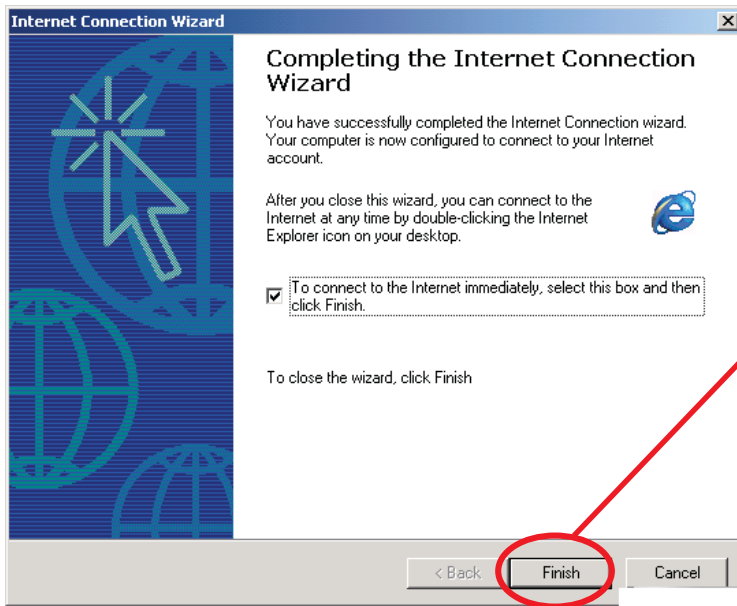 Internet Connection Wizard
Completing the Internet Connection
Wizard
You have successfully completed the Internet Connection wizard.
Your computer is now configured to connect to your Internet
account.
After you close this wizard, you can connect to the
Internet at any time by double-clicking the Internet
Explorer icon on your desktop.
To connect to the Internet immediately, select this box and then
click Finish.
To close the wizard, click Finish
< Back
Finish
Cancel